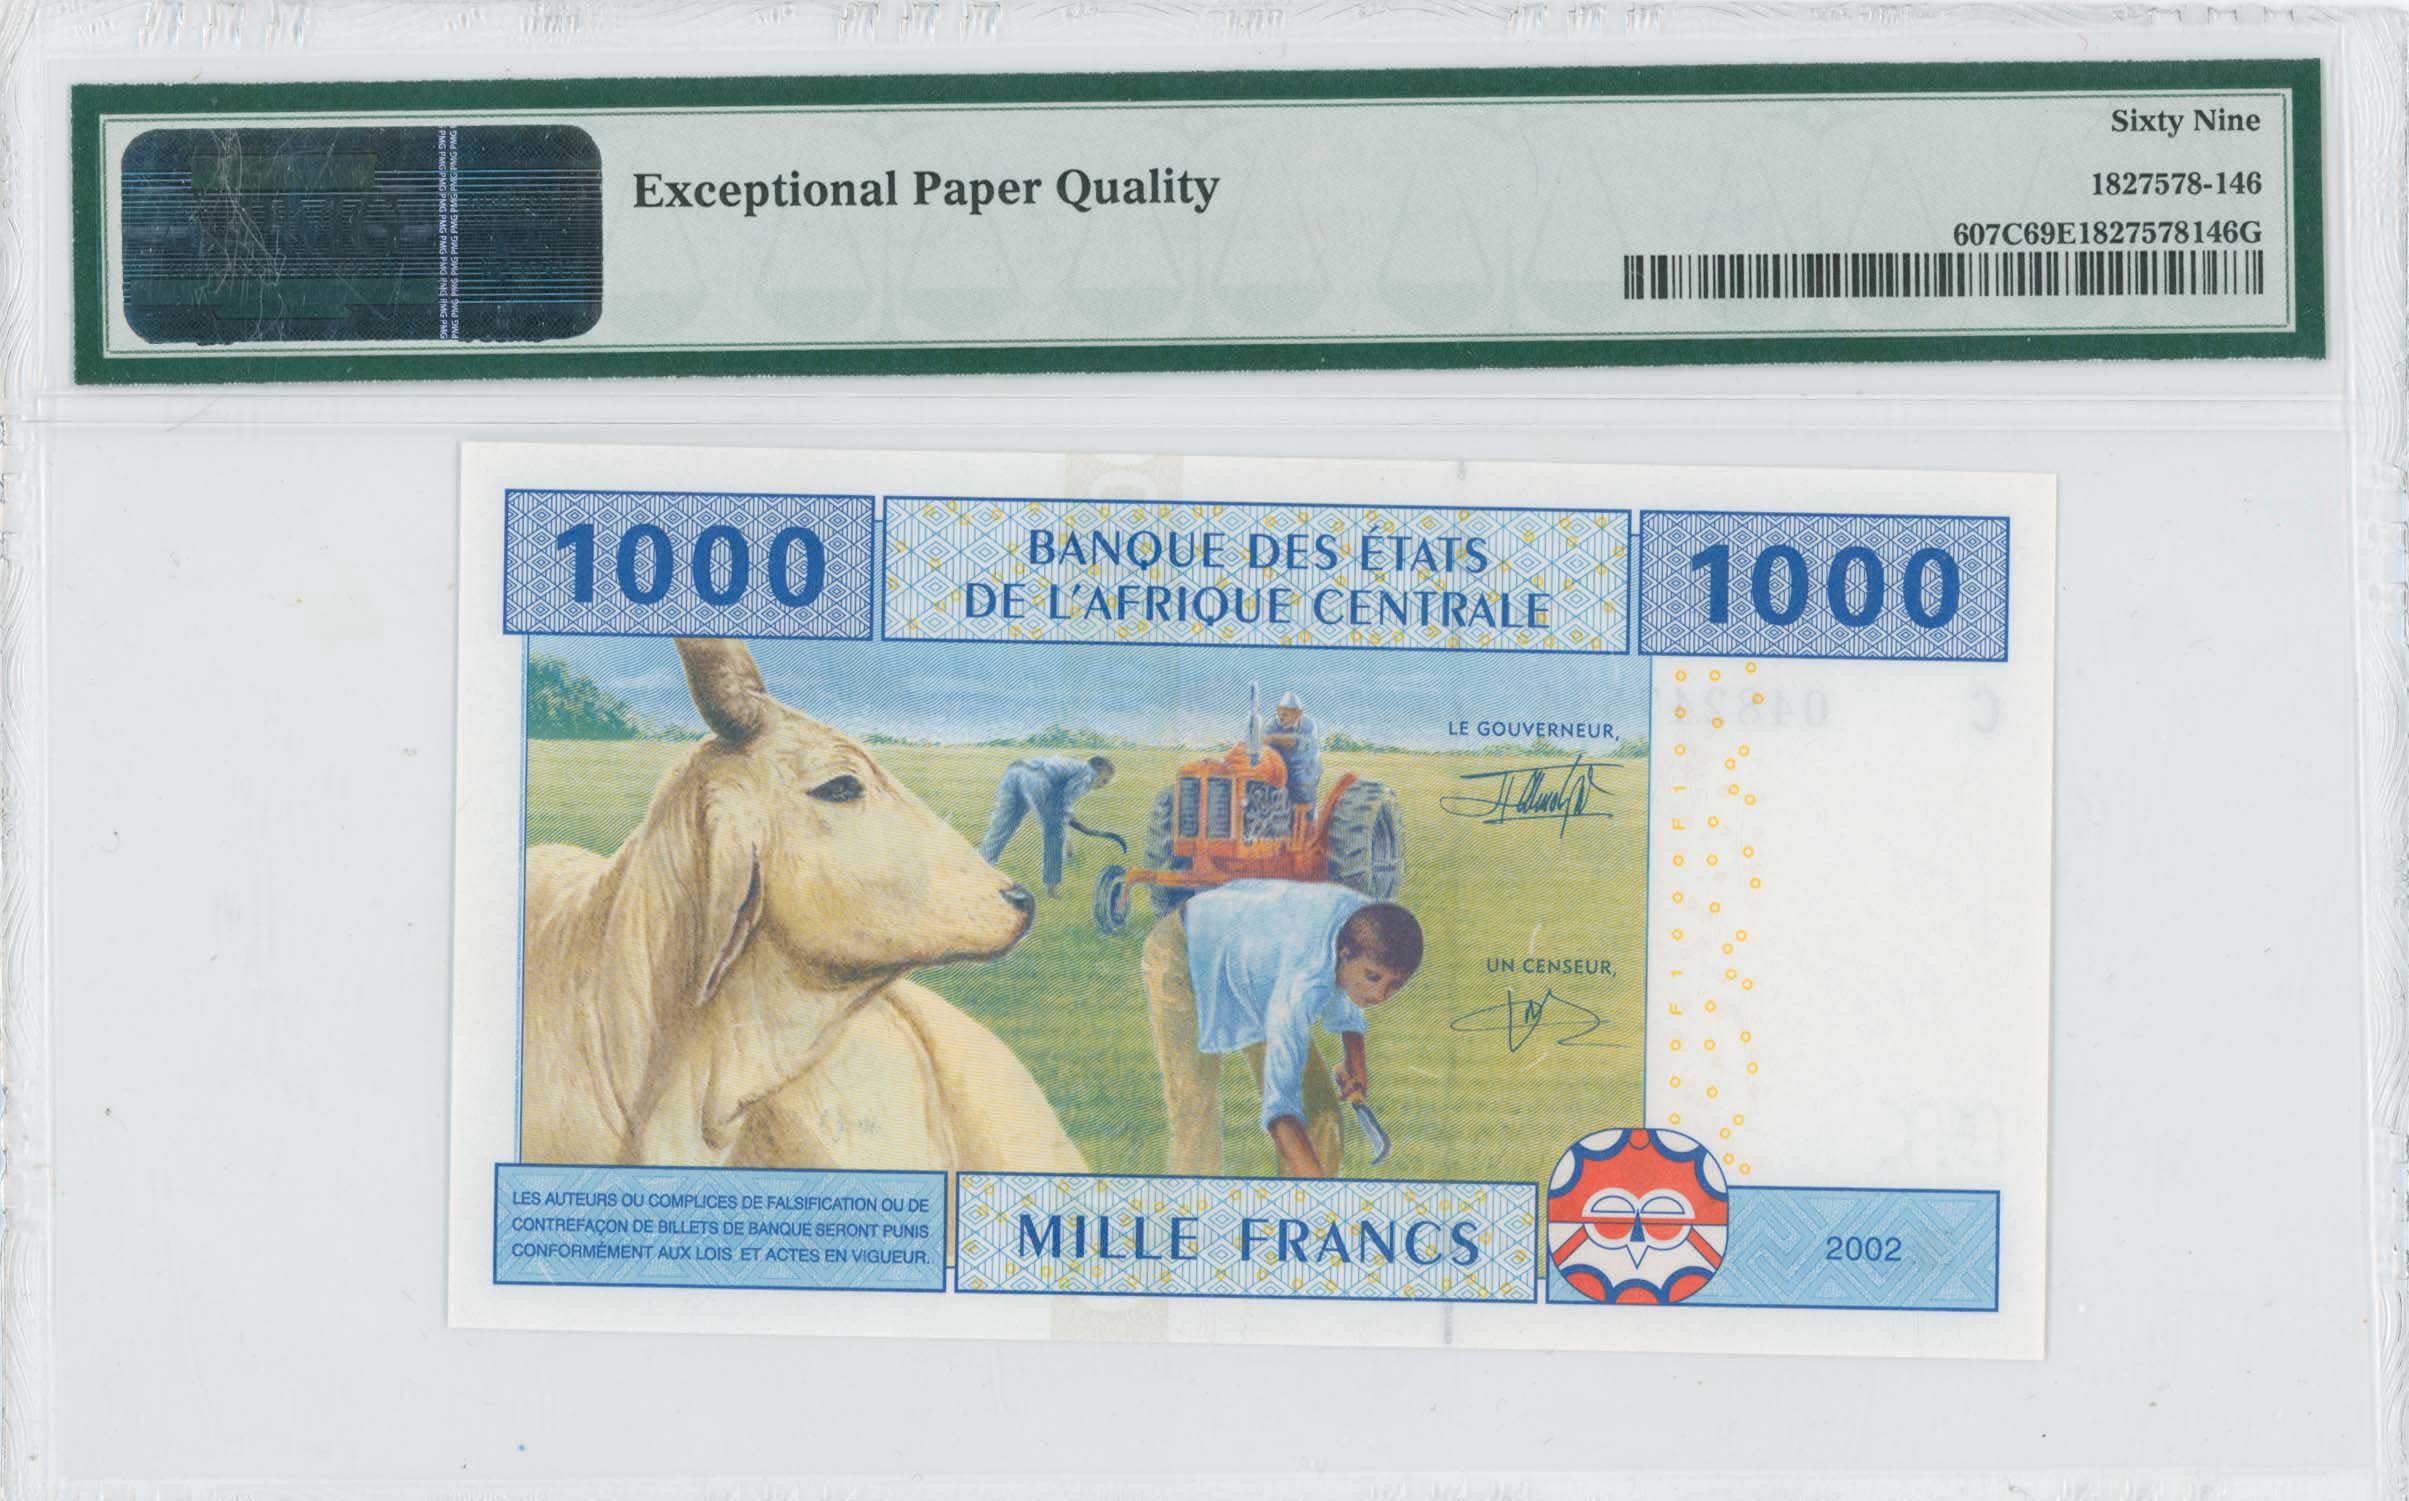 Sixty Nine
Exceptional Paper Quality
1827578-146
607C69E1827578146G
1000
BANQUE DES ÉTATS
DE L'AFRIQUE CENTRALE
1000
LE GOUVERNEUR,
UN CENSEUR,
LES AUTEURS OU COMPLICES DE FALSIFICATION OU DE
CONTREFAÇON DE BILLETS DE BANQUE SERONT PUNIS
CONFORMÉMENT AUX LOIS ET ACTES EN VIGUEUR.
MILLE FRANCS
2002